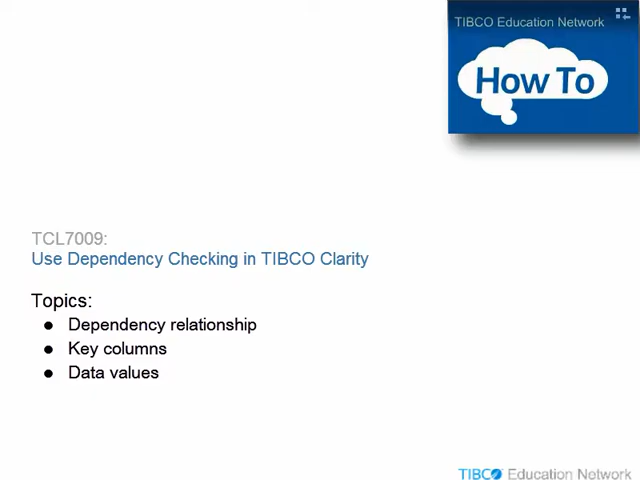 TIBCO Education Network
How To
TCL7009:
Use Dependency Checking in TIBCO Clarity
Topics:
● Dependency relationship
● Key columns
● Data values
TIBCO Education Network